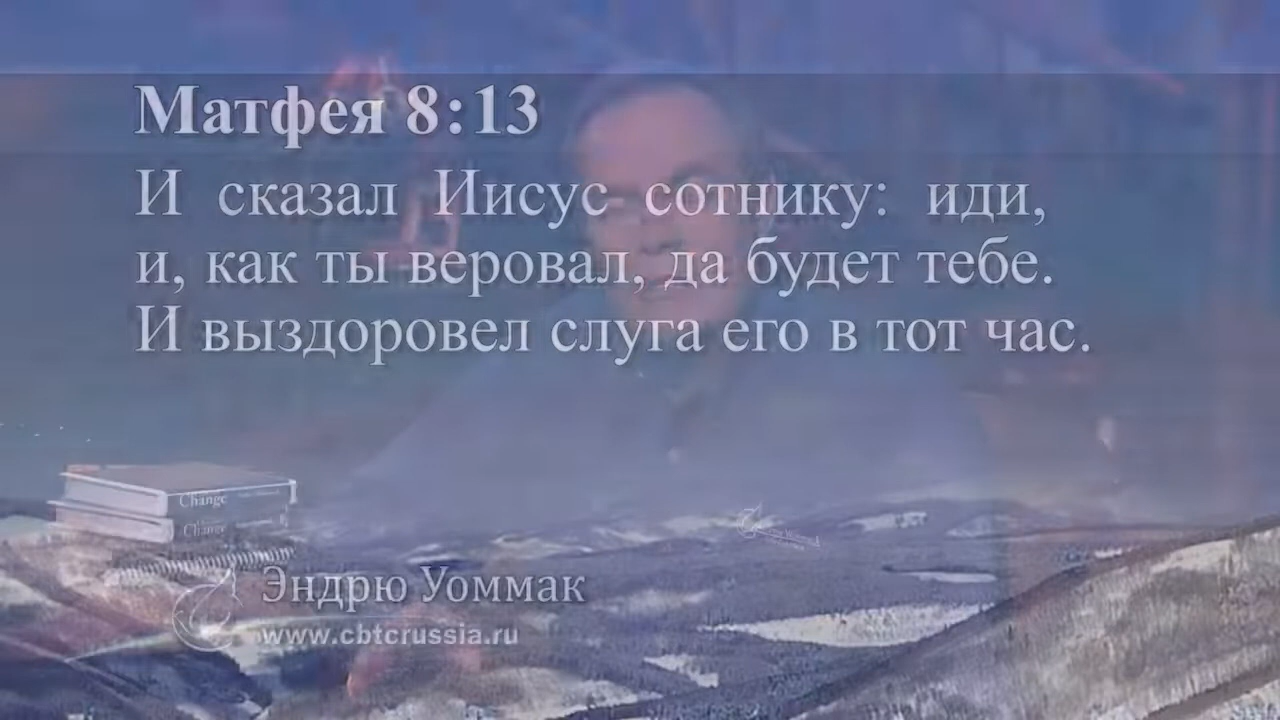 Матфея 8:13
И сказал Иисус сотнику: иди,
и, как ты веровал, да будет тебе.
И выздоровел слуга его в тот час.
Change
Change
Эндрю Уоммак
www.cbtcrussia.ru